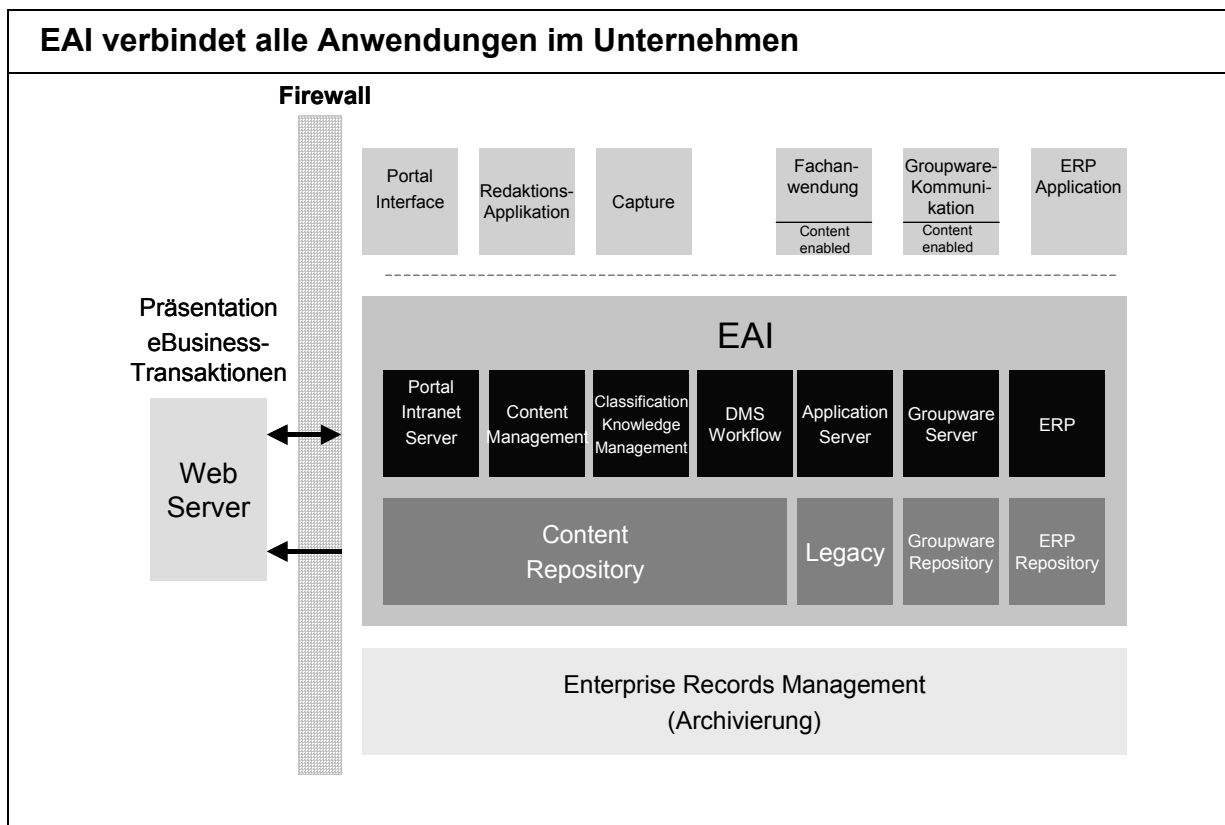 EAI verbindet alle Anwendungen im Unternehmen
Firewall
Portal
Interface
Redaktions-
Applikation
Capture
Fachan-
wendung
Content
enabled
Groupware-
Kommuni-
kation
Content
enabled
ERP
Application
Präsentation
eBusiness-
Transaktionen
Web
Server
EAI
Portal
Intranet
Server
Content
Management
Classification
Knowledge
Management
DMS
Workflow
Application
Server
Groupware
Server
ERP
Content
Repository
Legacy
Groupware
Repository
ERP
Repository
Enterprise Records Management
(Archivierung)